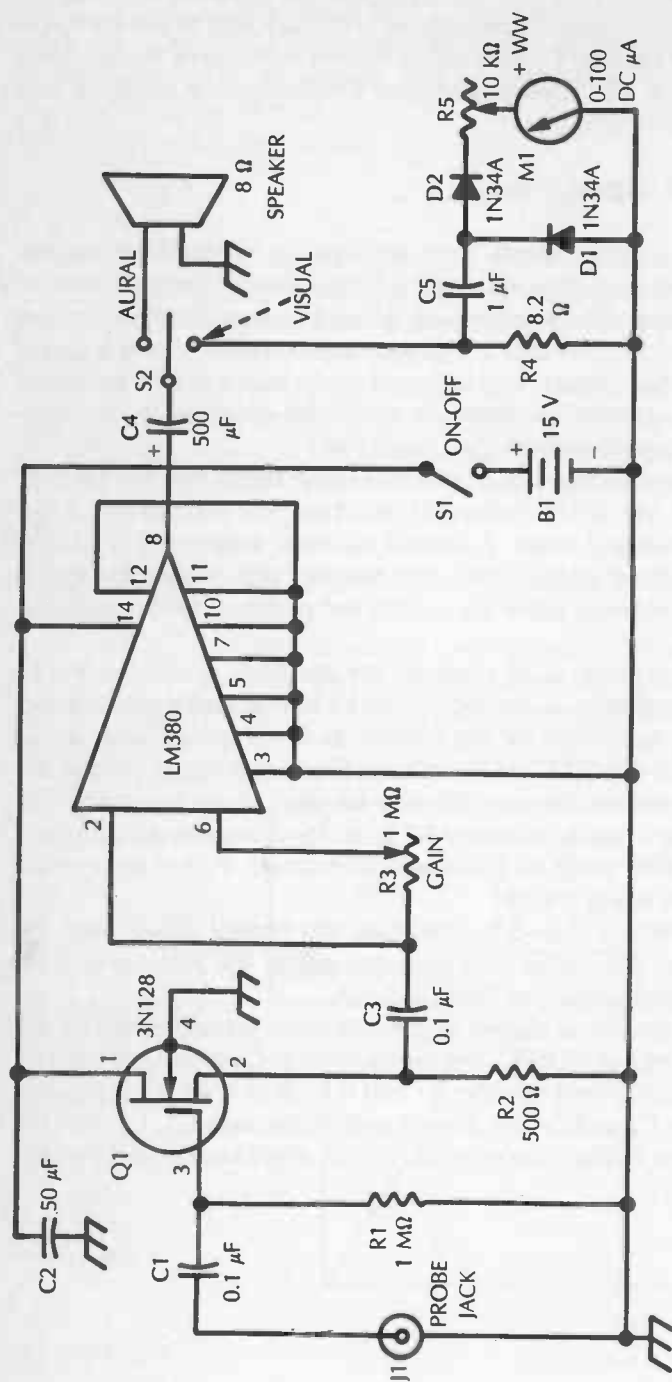 C2
50 µF
Q1
3N128
1
2
3
4
C1
0.1 µF
J1
PROBE
JACK
R1
1 MΩ
R2
500 Ω
C3
0.1 µF
R3
1 MΩ
GAIN
2
6
LM380
14
12
8
3
4
5
7
10
11
+
C4
500
µF
S2
AURAL
VISUAL
8 Ω
SPEAKER
S1
ON-OFF
+
B1
15 V
−
C5
1 µF
R4
8.2
Ω
D2
1N34A
D1
1N34A
R5
10 KΩ
+ WW
M1
0-100
DC µA